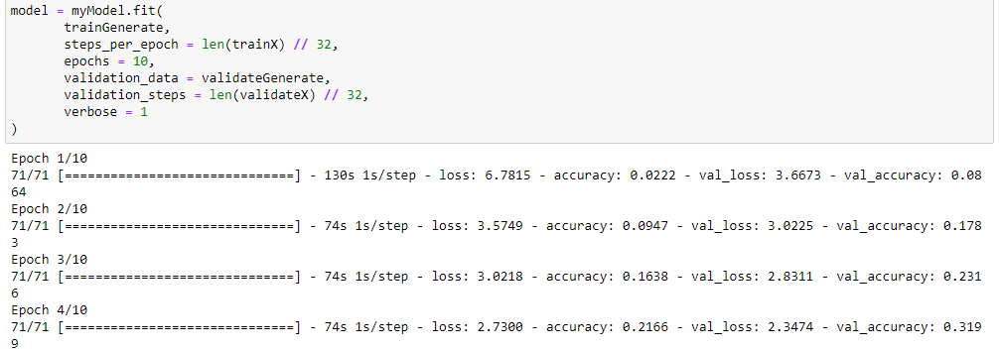 model = myModel.fit(
trainGenerate,
steps_per_epoch = len(trainX) // 32,
epochs = 10,
validation_data = validateGenerate,
validation_steps = len(validateX) // 32,
verbose = 1
)
Epoch 1/10
71/71 [==============================] - 130s 1s/step - loss: 6.7815 - accuracy: 0.0222 - val_loss: 3.6673 - val_accuracy: 0.08
64
Epoch 2/10
71/71 [==============================] - 74s 1s/step - loss: 3.5749 - accuracy: 0.0947 - val_loss: 3.0225 - val_accuracy: 0.178
3
Epoch 3/10
71/71 [==============================] - 74s 1s/step - loss: 3.0218 - accuracy: 0.1638 - val_loss: 2.8311 - val_accuracy: 0.231
6
Epoch 4/10
71/71 [==============================] - 74s 1s/step - loss: 2.7300 - accuracy: 0.2166 - val_loss: 2.3474 - val_accuracy: 0.319
9